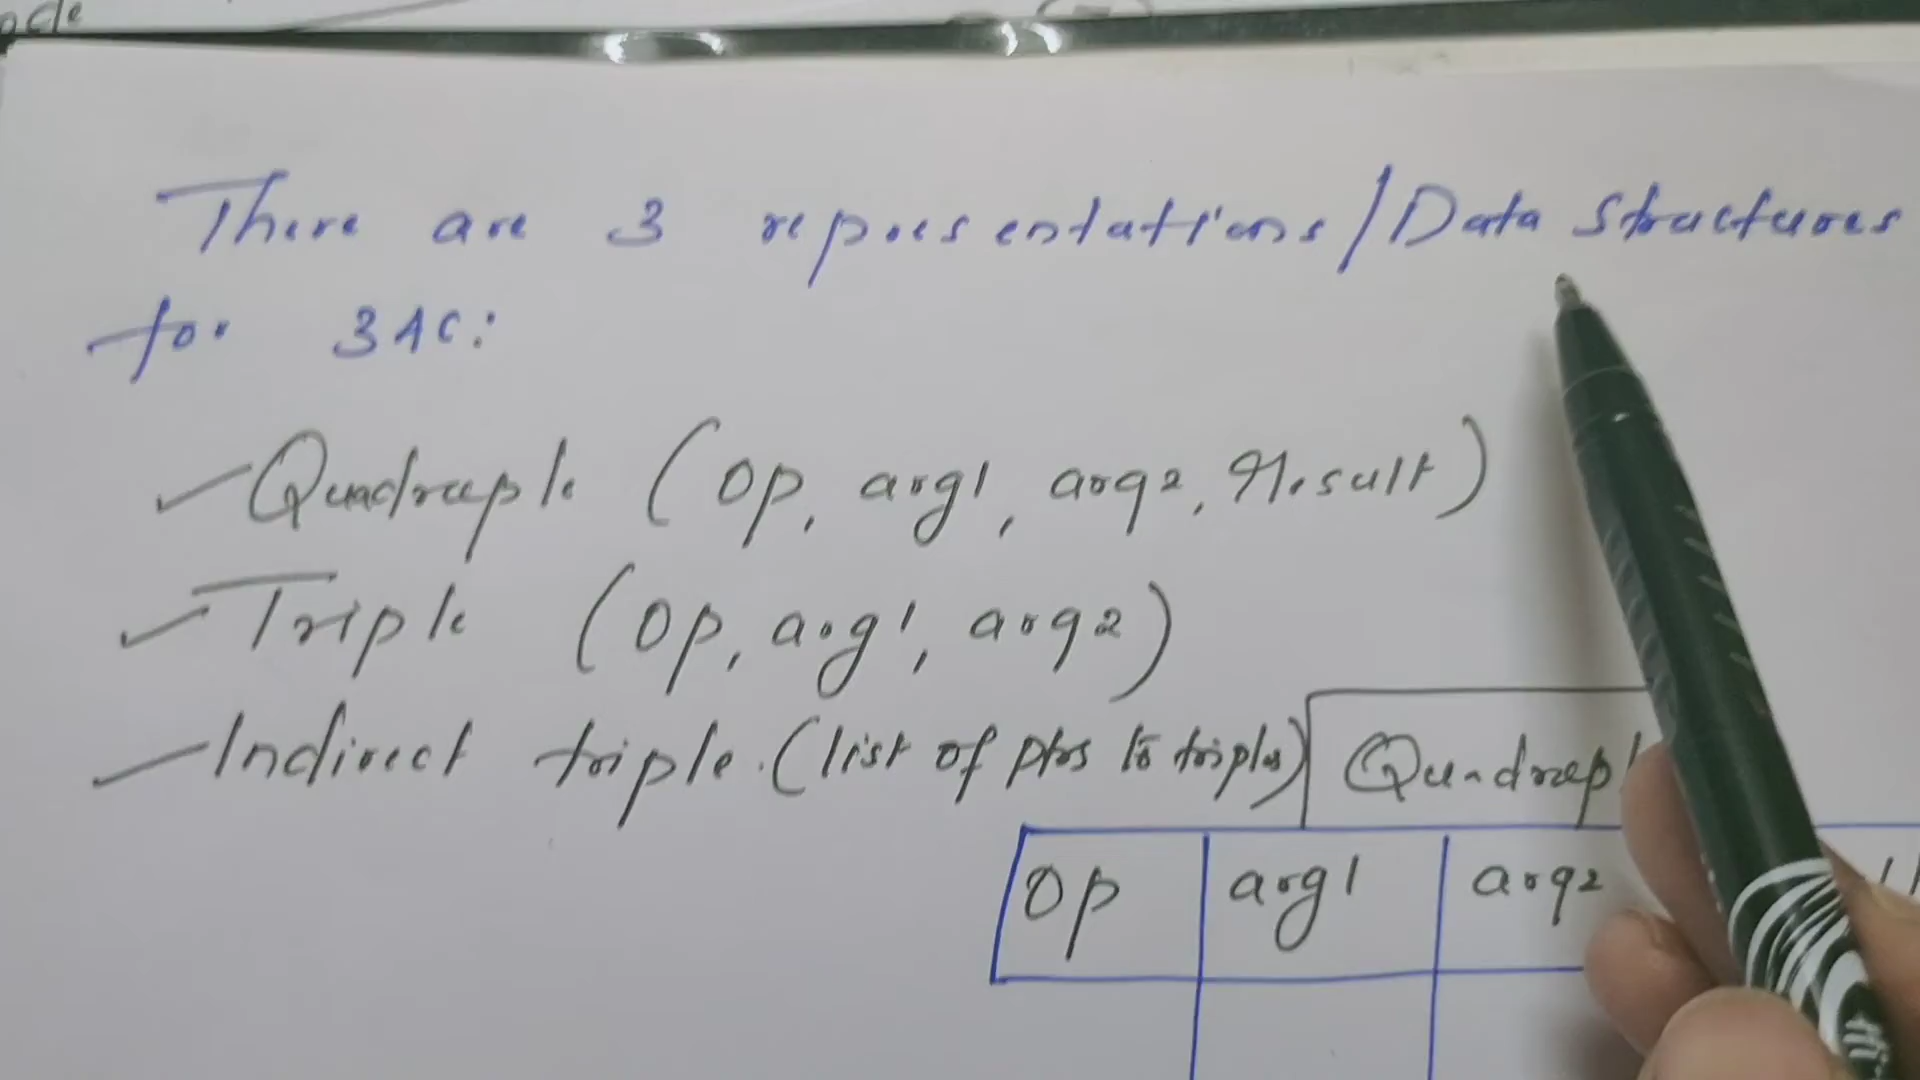 There are 3 representations/Data Structures
for 3AC:
Quadruple (Op, arg1, arg2, Result)
Triple (Op, arg1, arg2)
Indirect triple. (list of ptrs to triples)
Op arg1 arg2